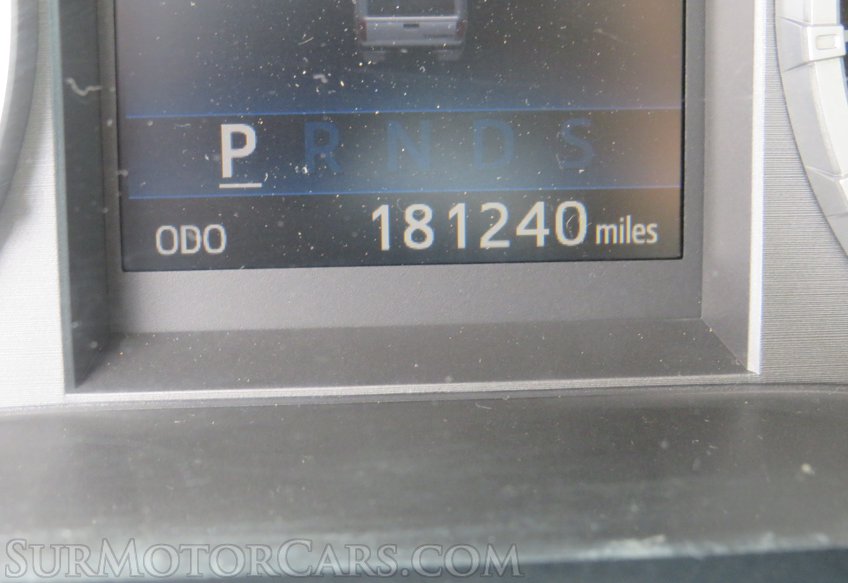 P R N D S
ODO 181240 miles
SurMotorCars.com